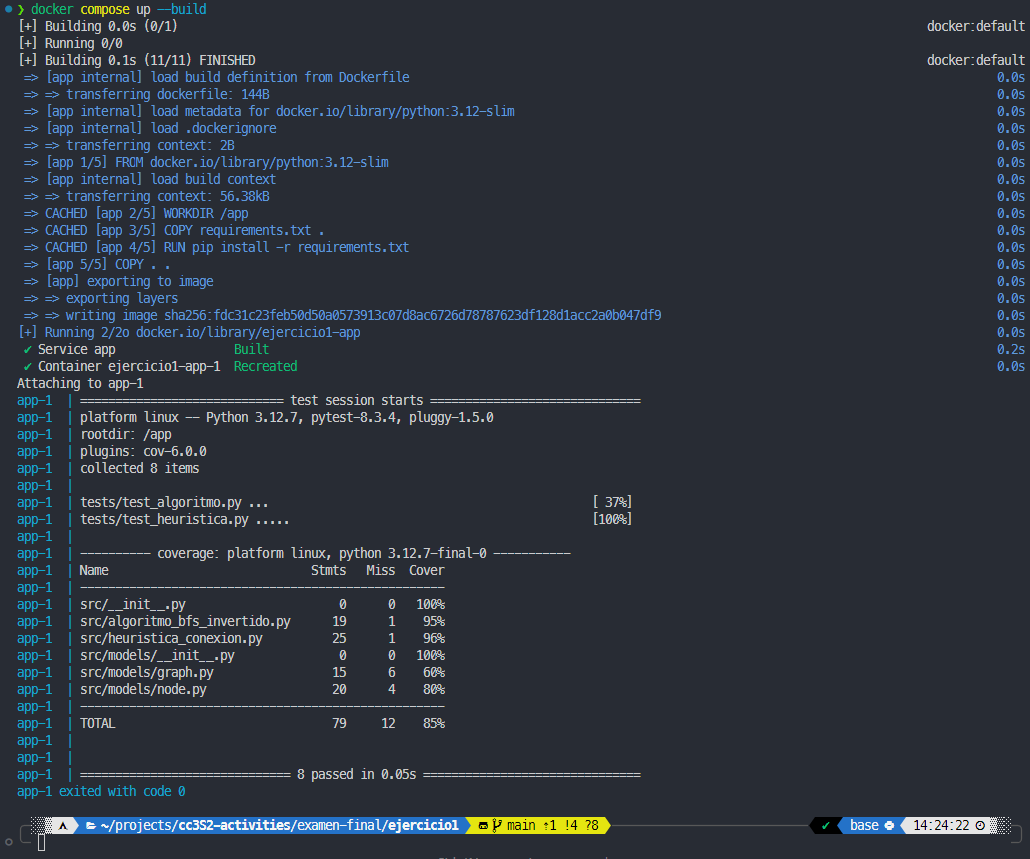 ❯ docker compose up --build
[+] Building 0.0s (0/1) docker:default
[+] Running 0/0
[+] Building 0.1s (11/11) FINISHED docker:default
=> [app internal] load build definition from Dockerfile 0.0s
=> => transferring dockerfile: 144B 0.0s
=> [app internal] load metadata for docker.io/library/python:3.12-slim 0.0s
=> [app internal] load .dockerignore 0.0s
=> => transferring context: 2B 0.0s
=> [app 1/5] FROM docker.io/library/python:3.12-slim 0.0s
=> [app internal] load build context 0.0s
=> => transferring context: 56.38kB 0.0s
=> CACHED [app 2/5] WORKDIR /app 0.0s
=> CACHED [app 3/5] COPY requirements.txt . 0.0s
=> CACHED [app 4/5] RUN pip install -r requirements.txt 0.0s
=> [app 5/5] COPY . . 0.0s
=> [app] exporting to image 0.0s
=> => exporting layers 0.0s
=> => writing image sha256:fdc31c23feb50d50a0573913c07d8ac6726d78787623df128d1acc2a0b047df9 0.0s
[+] Running 2/2o docker.io/library/ejercicio1-app 0.0s
✓ Service app Built 0.2s
✓ Container ejercicio1-app-1 Recreated 0.0s
Attaching to app-1
app-1 | ============================= test session starts ==============================
app-1 | platform linux -- Python 3.12.7, pytest-8.3.4, pluggy-1.5.0
app-1 | rootdir: /app
app-1 | plugins: cov-6.0.0
app-1 | collected 8 items
app-1 |
app-1 | tests/test_algoritmo.py ... [ 37%]
app-1 | tests/test_heuristica.py ..... [100%]
app-1 |
app-1 | ---------- coverage: platform linux, python 3.12.7-final-0 -----------
app-1 | Name Stmts Miss Cover
app-1 | ----------------------------------------------------
app-1 | src/__init__.py 0 0 100%
app-1 | src/algoritmo_bfs_invertido.py 19 1 95%
app-1 | src/heuristica_conexion.py 25 1 96%
app-1 | src/models/__init__.py 0 0 100%
app-1 | src/models/graph.py 15 6 60%
app-1 | src/models/node.py 20 4 80%
app-1 | ----------------------------------------------------
app-1 | TOTAL 79 12 85%
app-1 |
app-1 |
app-1 | ============================== 8 passed in 0.05s ===============================
app-1 exited with code 0
~/projects/cc3S2-activities/examen-final/ejercicio1 main ⇡1 !4 ?8 ✓ base 14:24:22